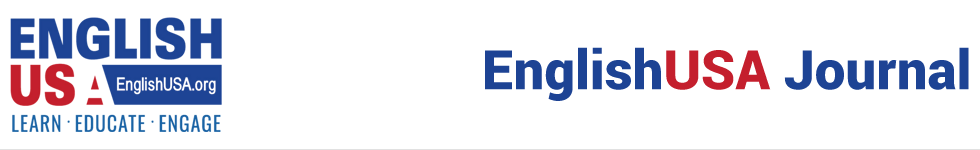 ENGLISH
USA EnglishUSA.org
LEARN · EDUCATE · ENGAGE
EnglishUSA Journal